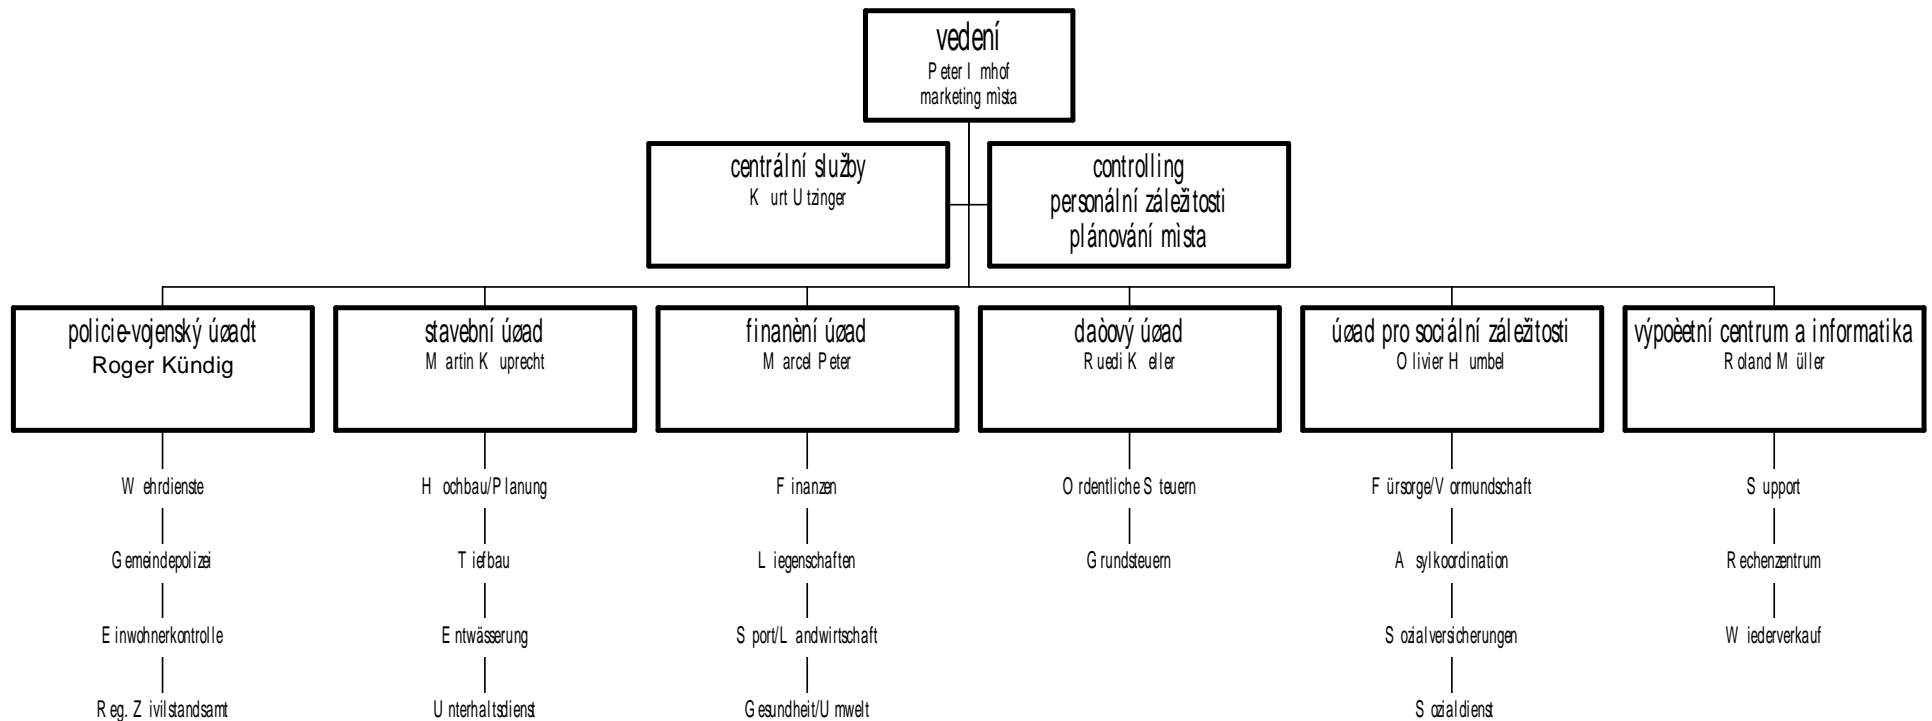 vedení
Peter Imhof
marketing mìsta
centrální služby
Kurt Utzinger
controlling
personální záležitosti
plánování mìsta
policie-vojenský úøadt
Roger Kündig
stavební úøad
Martin Kuprecht
finanèní úøad
Marcel Peter
daòový úøad
Ruedi Keller
úøad pro sociální záležitosti
Olivier Humbel
výpoèetní centrum a informatika
Roland Müller
Wehrdienste
Hochbau/Planung
Finanzen
Ordentliche Steuern
Fürsorge/Vormundschaft
Support
Gemeindepolizei
Tiefbau
Liegenschaften
Grundsteuern
Asylkoordination
Rechenzentrum
Einwohnerkontrolle
Entwässerung
Sport/Landwirtschaft
Sozialversicherungen
Wiederverkauf
Reg. Zivilstandsamt
Unterhaltsdienst
Gesundheit/Umwelt
Sozialdienst